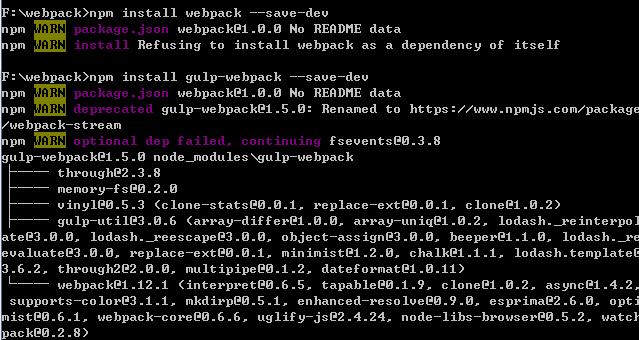 F:\webpack>npm install webpack --save-dev
npm WARN package.json webpack@1.0.0 No README data
npm WARN install Refusing to install webpack as a dependency of itself
F:\webpack>npm install gulp-webpack --save-dev
npm WARN package.json webpack@1.0.0 No README data
npm WARN deprecated gulp-webpack@1.5.0: Renamed to https://www.npmjs.com/package
/webpack-stream
npm WARN optional dep failed, continuing fsevents@0.3.8
gulp-webpack@1.5.0 node_modules\gulp-webpack
├── through@2.3.8
├── memory-fs@0.2.0
├── vinyl@0.5.3 (clone-stats@0.0.1, replace-ext@0.0.1, clone@1.0.2)
├── gulp-util@3.0.6 (array-differ@1.0.0, array-uniq@1.0.2, lodash._reinterpol
ate@3.0.0, lodash._reescape@3.0.0, object-assign@3.0.0, beeper@1.1.0, lodash._re
evaluate@3.0.0, replace-ext@0.0.1, minimist@1.2.0, chalk@1.1.1, lodash.template@
3.6.2, through2@2.0.0, multipipe@0.1.2, dateformat@1.0.11)
└── webpack@1.12.1 (interpret@0.6.5, tapable@0.1.9, clone@1.0.2, async@1.4.2,
supports-color@3.1.1, mkdirp@0.5.1, enhanced-resolve@0.9.0, esprima@2.6.0, opti
mist@0.6.1, webpack-core@0.6.6, uglify-js@2.4.24, node-libs-browser@0.5.2, watch
pack@0.2.8)